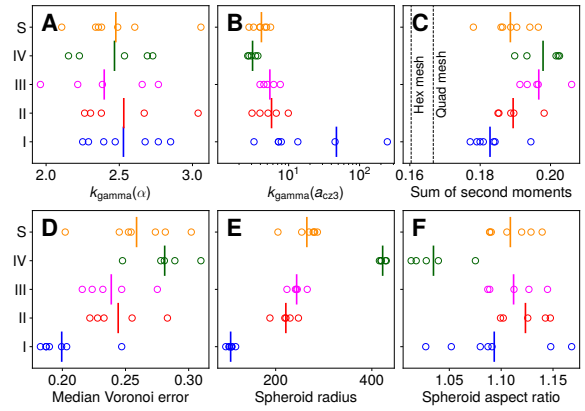 A B C
S
IV
III
II
I
Hex mesh
Quad mesh
2.0 2.5 3.0 10¹ 10² 0.16 0.18 0.20
k_gamma(α) k_gamma(a_cz3) Sum of second moments
D E F
S
IV
III
II
I
0.20 0.25 0.30 200 400 1.05 1.10 1.15
Median Voronoi error Spheroid radius Spheroid aspect ratio